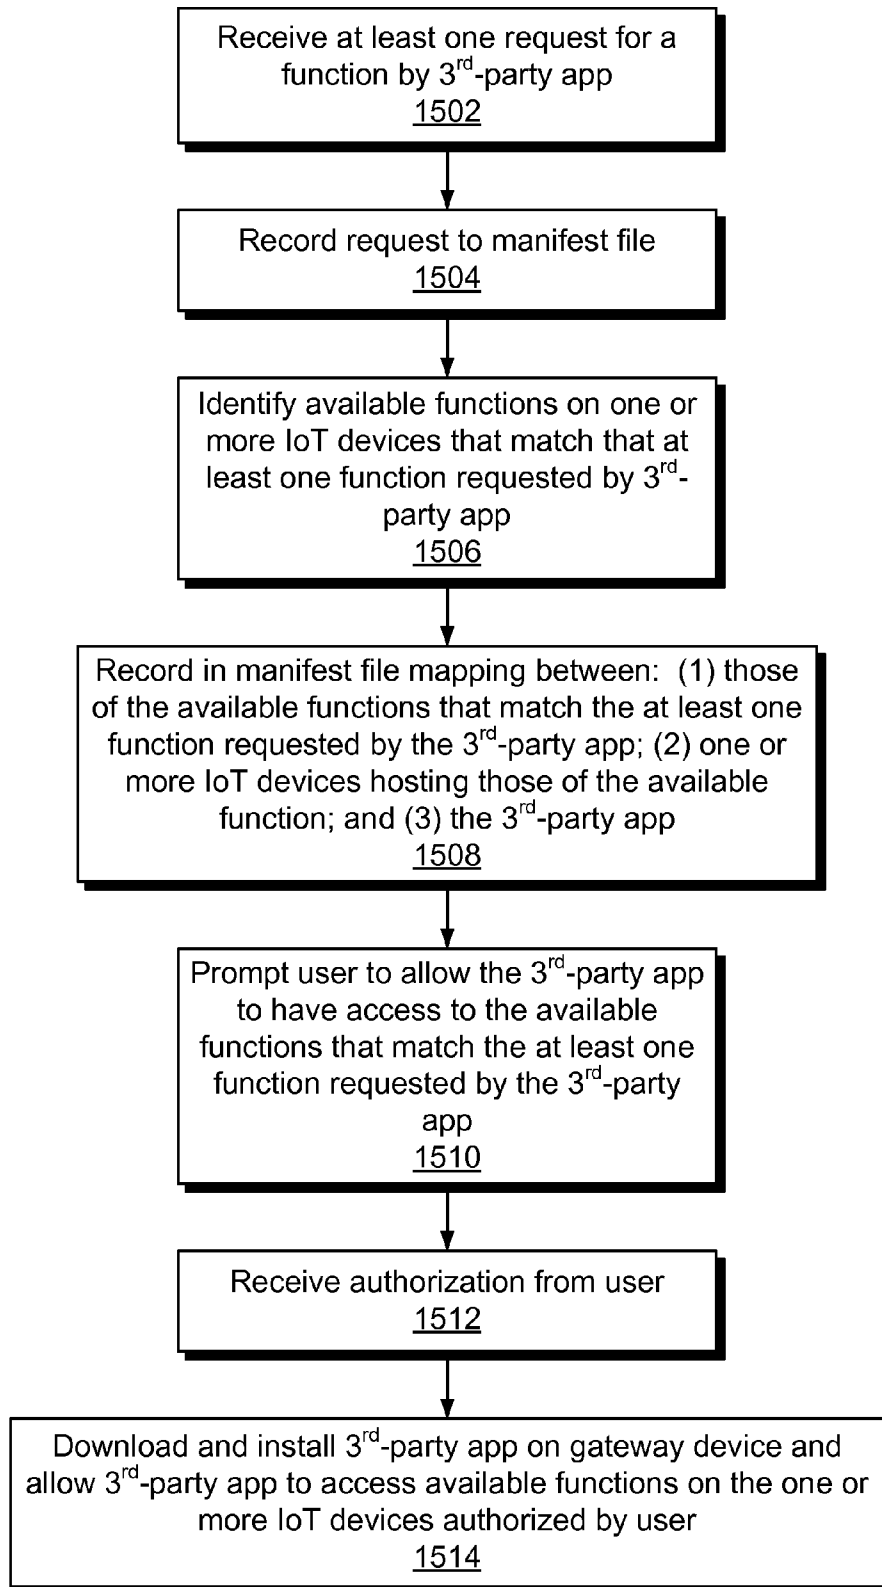 Receive at least one request for a
function by 3rd-party app
1502
Record request to manifest file
1504
Identify available functions on one or
more IoT devices that match that at
least one function requested by 3rd-
party app
1506
Record in manifest file mapping between:  (1) those
of the available functions that match the at least one
function requested by the 3rd-party app; (2) one or
more IoT devices hosting those of the available
function; and (3) the 3rd-party app
1508
Prompt user to allow the 3rd-party app
to have access to the available
functions that match the at least one
function requested by the 3rd-party
app
1510
Receive authorization from user
1512
Download and install 3rd-party app on gateway device and
allow 3rd-party app to access available functions on the one or
more IoT devices authorized by user
1514